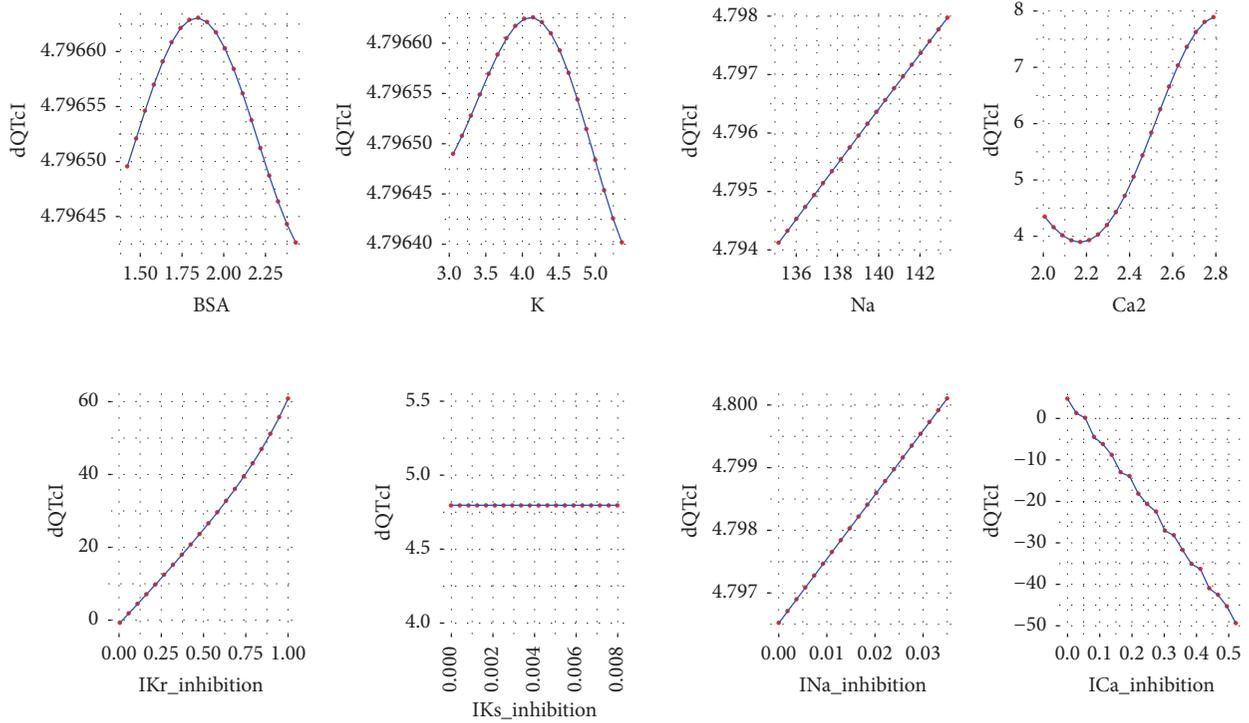 dQTcI
4.79660
4.79655
4.79650
4.79645
1.50 1.75 2.00 2.25
BSA
dQTcI
4.79660
4.79650
4.79645
4.79640
3.0 3.5 4.0 4.5 5.0
K
dQTcI
4.798
4.797
4.796
4.795
4.794
136 138 140 142
Na
dQTcI
8
7
6
5
4
2.0 2.2 2.4 2.6 2.8
Ca2
dQTcI
60
40
20
0
0.00 0.25 0.50 0.75 1.00
IKr_inhibition
dQTcI
5.5
5.0
4.5
4.0
0.000 0.002 0.004 0.006 0.008
IKs_inhibition
dQTcI
4.800
4.799
4.798
4.797
0.00 0.01 0.02 0.03
INa_inhibition
dQTcI
0
−10
−20
−30
−40
−50
0.0 0.1 0.2 0.3 0.4 0.5
ICa_inhibition